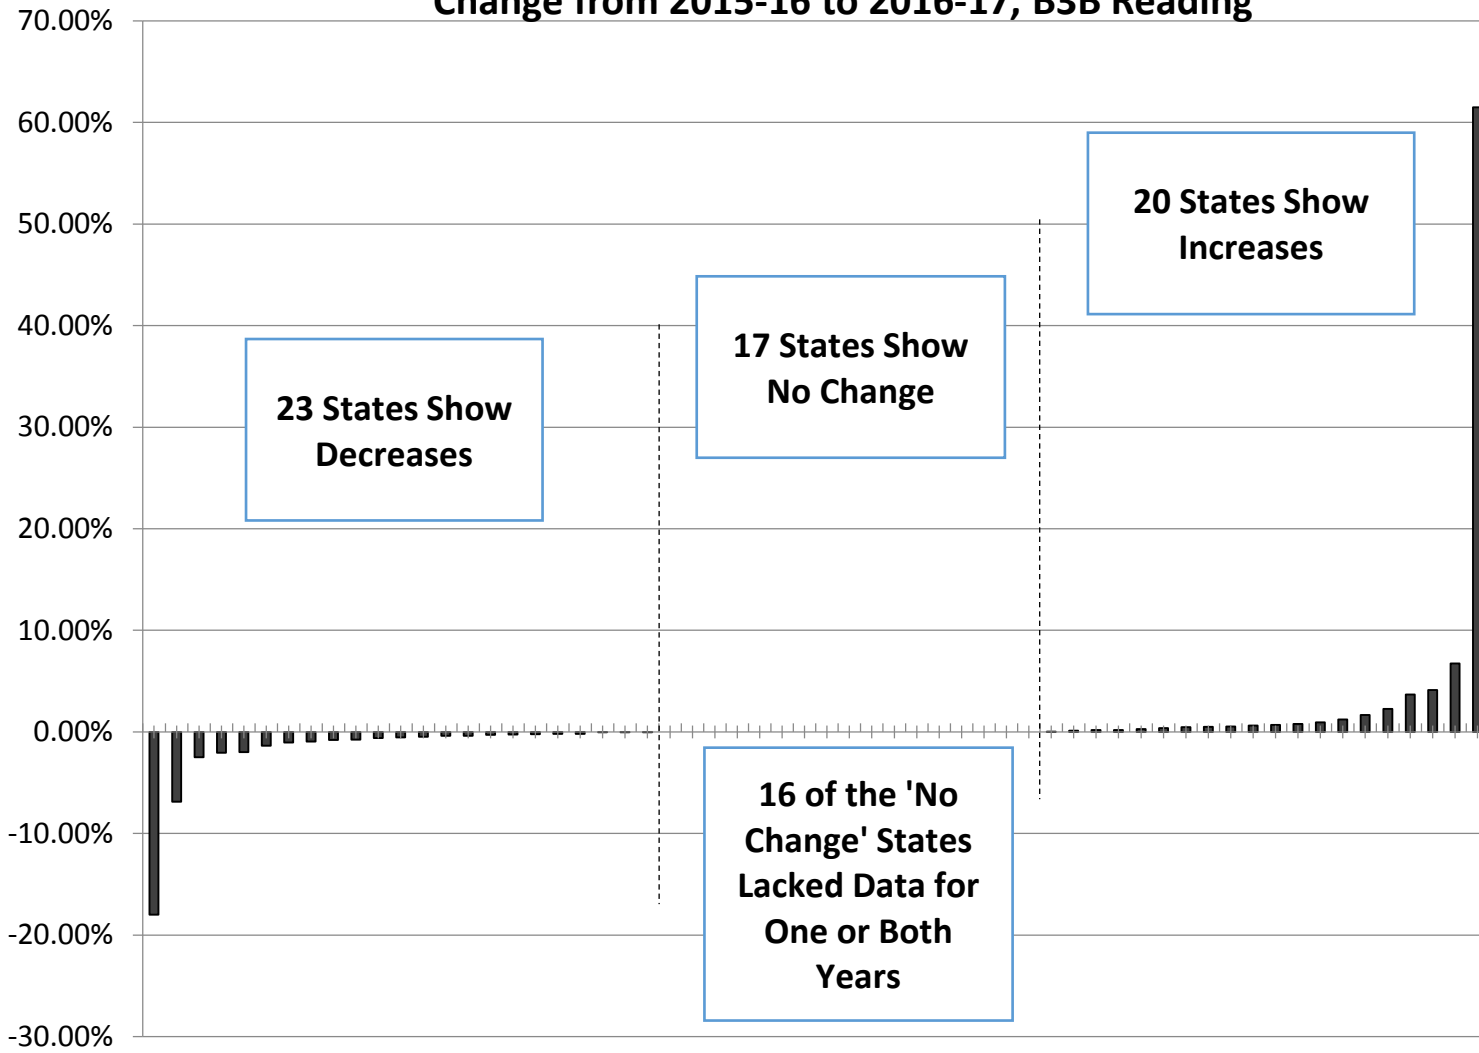 Change from 2015-16 to 2016-17, B3B Reading
70.00%
60.00%
50.00%
40.00%
30.00%
20.00%
10.00%
0.00%
-10.00%
-20.00%
-30.00%
23 States Show
Decreases
17 States Show
No Change
20 States Show
Increases
16 of the 'No
Change' States
Lacked Data for
One or Both
Years